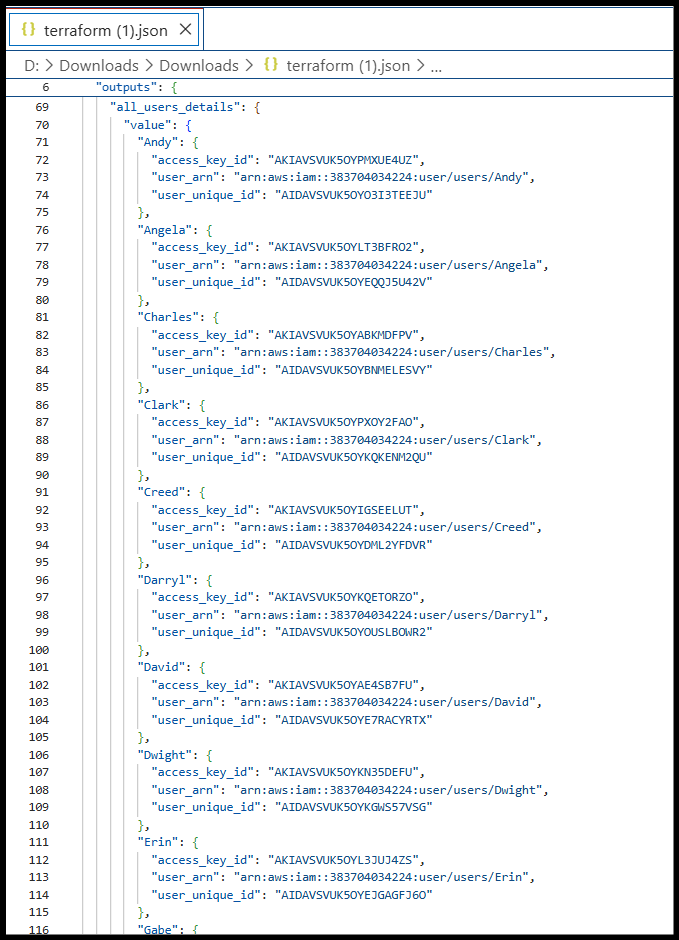 {} terraform (1).json ×
D: > Downloads > Downloads > {} terraform (1).json > ...
6 "outputs": {
69 "all_users_details": {
70 "value": {
71 "Andy": {
72 "access_key_id": "AKIAVSVUK5OYPMXUE4UZ",
73 "user_arn": "arn:aws:iam::383704034224:user/users/Andy",
74 "user_unique_id": "AIDAVSVUK5OYO3I3TEEJU"
75 },
76 "Angela": {
77 "access_key_id": "AKIAVSVUK5OYLT3BFRO2",
78 "user_arn": "arn:aws:iam::383704034224:user/users/Angela",
79 "user_unique_id": "AIDAVSVUK5OYEQQJ5U42V"
80 },
81 "Charles": {
82 "access_key_id": "AKIAVSVUK5OYABKMDFPV",
83 "user_arn": "arn:aws:iam::383704034224:user/users/Charles",
84 "user_unique_id": "AIDAVSVUK5OYBNMELESVY"
85 },
86 "Clark": {
87 "access_key_id": "AKIAVSVUK5OYPXOY2FAO",
88 "user_arn": "arn:aws:iam::383704034224:user/users/Clark",
89 "user_unique_id": "AIDAVSVUK5OYKQKENM2QU"
90 },
91 "Creed": {
92 "access_key_id": "AKIAVSVUK5OYIGSEELUT",
93 "user_arn": "arn:aws:iam::383704034224:user/users/Creed",
94 "user_unique_id": "AIDAVSVUK5OYDML2YFDVR"
95 },
96 "Darryl": {
97 "access_key_id": "AKIAVSVUK5OYKQETORZO",
98 "user_arn": "arn:aws:iam::383704034224:user/users/Darryl",
99 "user_unique_id": "AIDAVSVUK5OYOUSLBOWR2"
100 },
101 "David": {
102 "access_key_id": "AKIAVSVUK5OYAE4SB7FU",
103 "user_arn": "arn:aws:iam::383704034224:user/users/David",
104 "user_unique_id": "AIDAVSVUK5OYE7RACYRTX"
105 },
106 "Dwight": {
107 "access_key_id": "AKIAVSVUK5OYKN35DEFU",
108 "user_arn": "arn:aws:iam::383704034224:user/users/Dwight",
109 "user_unique_id": "AIDAVSVUK5OYKGWS57VSG"
110 },
111 "Erin": {
112 "access_key_id": "AKIAVSVUK5OYL3JUJ4ZS",
113 "user_arn": "arn:aws:iam::383704034224:user/users/Erin",
114 "user_unique_id": "AIDAVSVUK5OYEJGAGFJ6O"
115 },
116 "Gabe": {